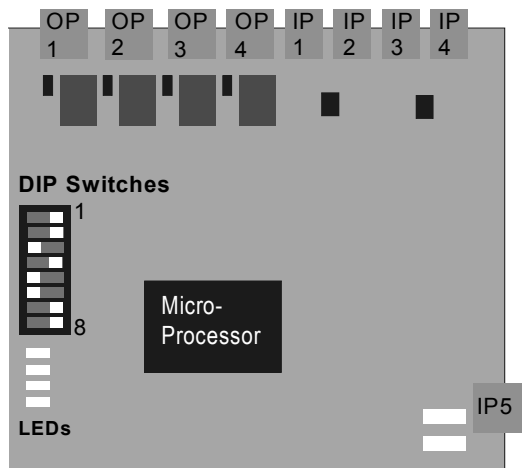 OP 1
OP 2
OP 3
OP 4
IP 1
IP 2
IP 3
IP 4
DIP Switches
1
8
Micro-
Processor
LEDs
IP5